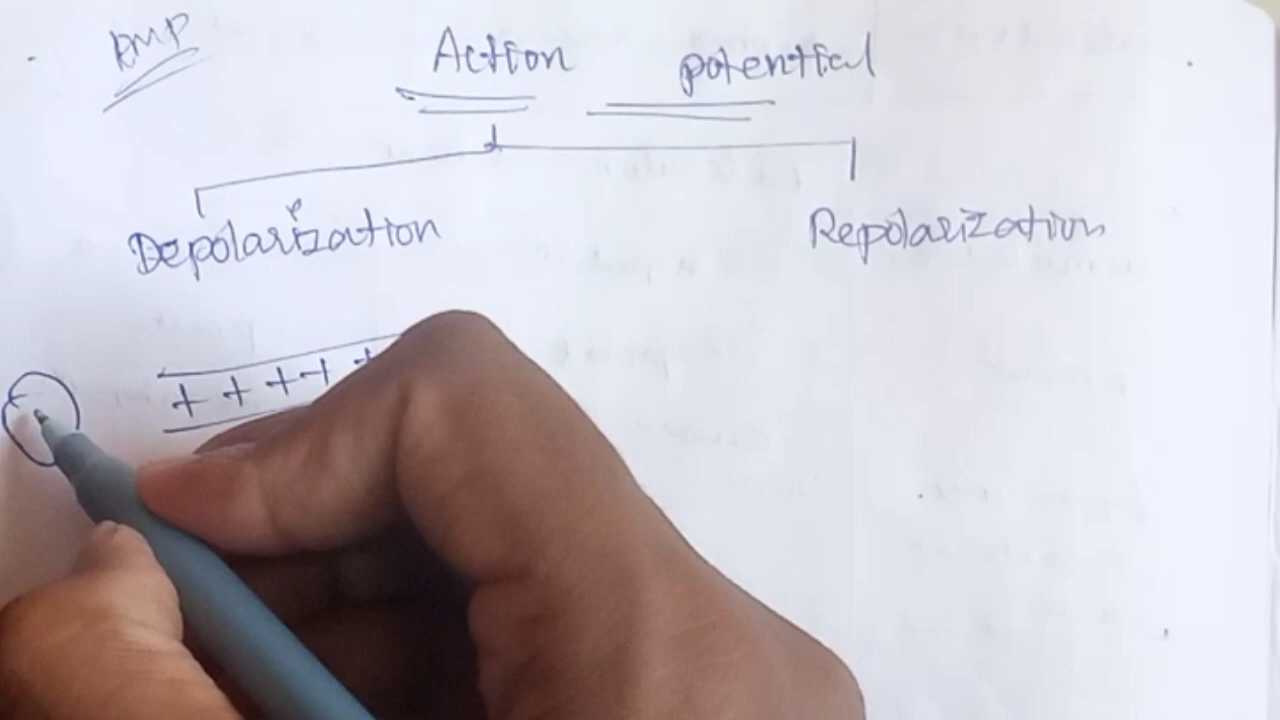 RMP
Action potential
Depolarization
Repolarization
+ + + + +